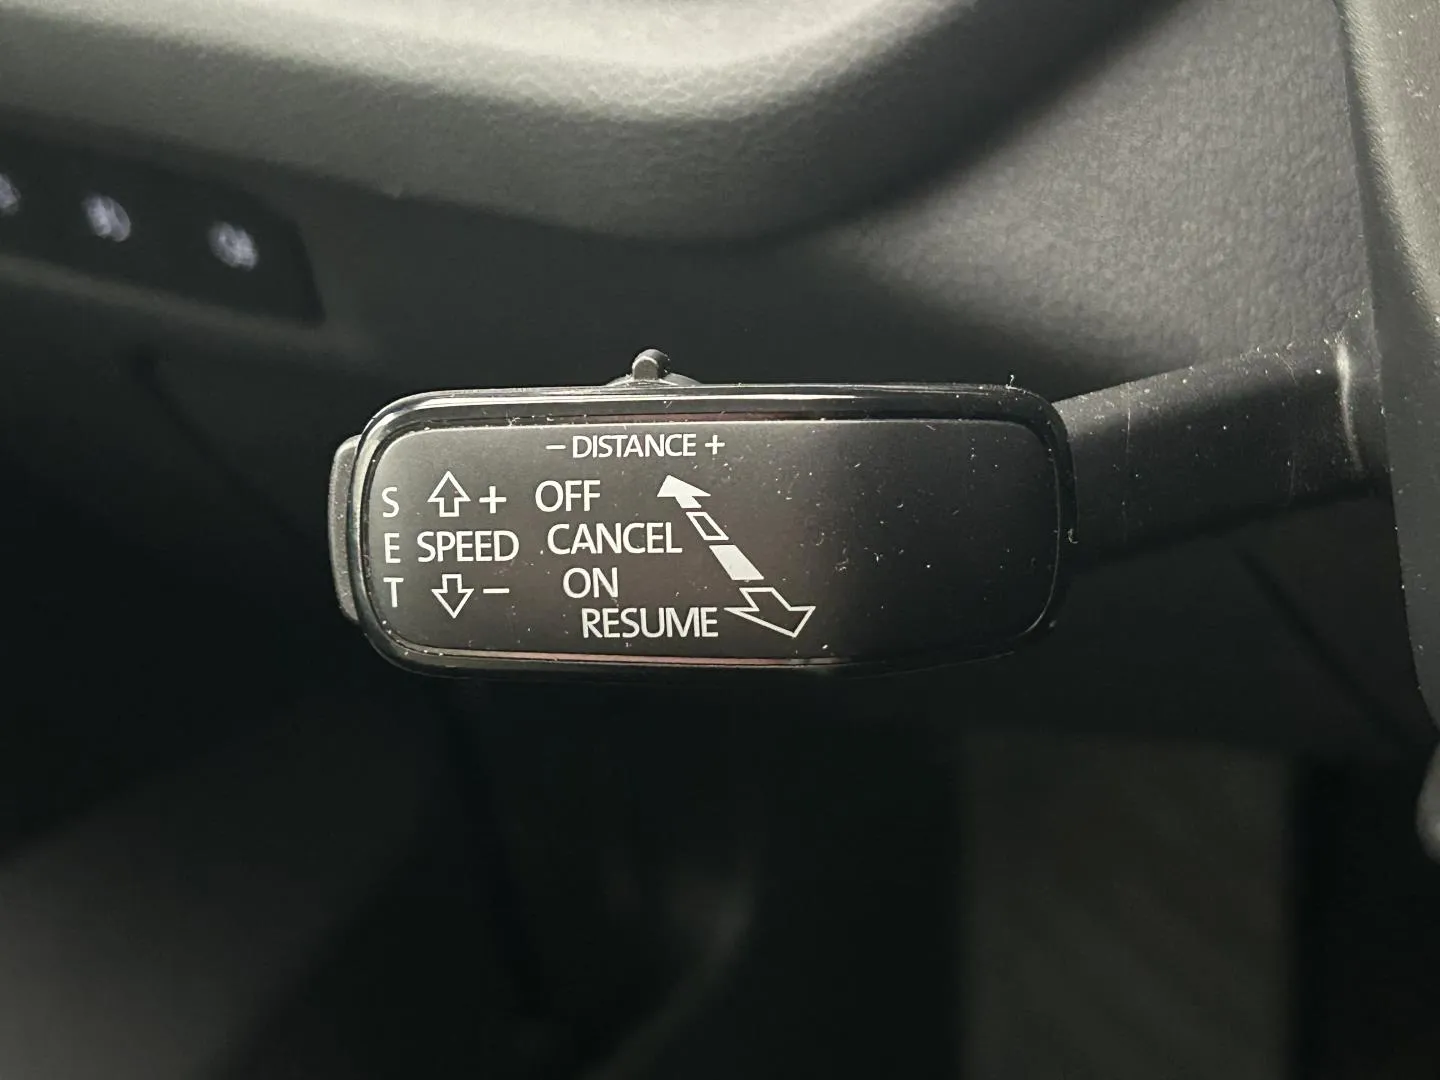 – DISTANCE +
S + OFF
E SPEED CANCEL
T – ON
RESUME